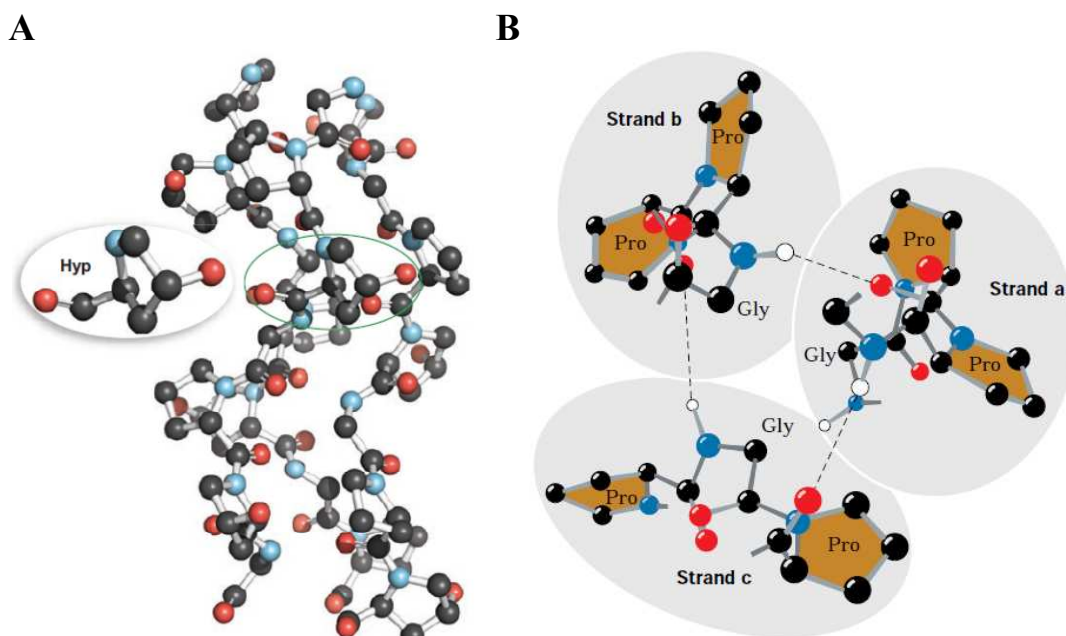 A
B
Hyp
Strand b
Pro
Pro
Gly
Pro
Strand a
Gly
Pro
Gly
Pro
Pro
Strand c